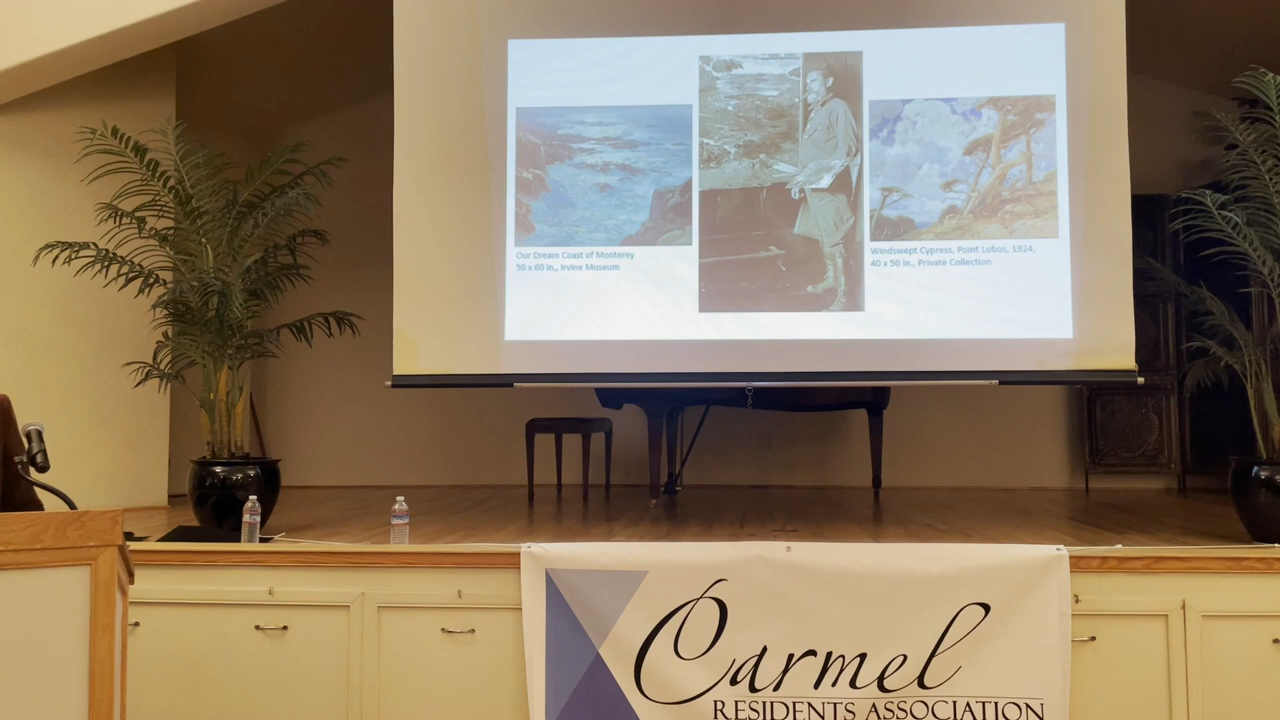 Our Dream Coast of Monterey
50 x 60 in., Irvine Museum
Windswept Cypress, Point Lobos, 1924,
40 x 50 in., Private Collection
Carmel
RESIDENTS ASSOCIATION